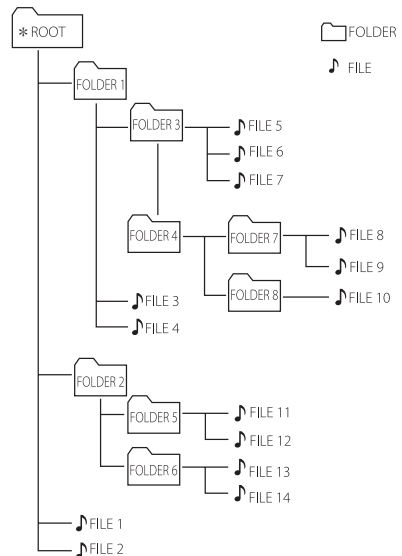 * ROOT
FOLDER
FILE
FOLDER 1
FOLDER 3
FILE 5
FILE 6
FILE 7
FOLDER 4
FOLDER 7
FILE 8
FILE 9
FOLDER 8
FILE 10
FILE 3
FILE 4
FOLDER 2
FOLDER 5
FILE 11
FILE 12
FOLDER 6
FILE 13
FILE 14
FILE 1
FILE 2